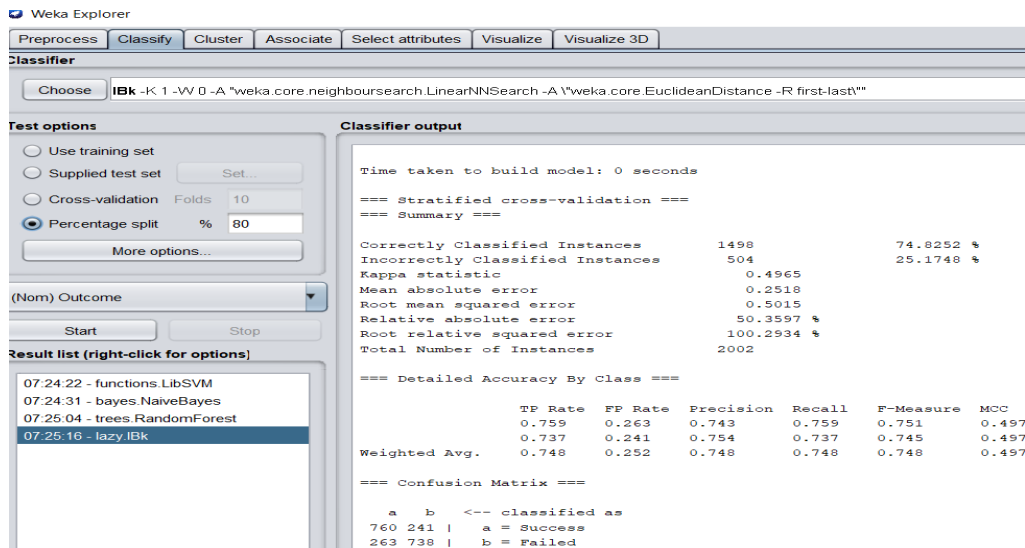 Weka Explorer
Preprocess Classify Cluster Associate Select attributes Visualize Visualize 3D
Classifier
Choose IBk -K 1 -W 0 -A "weka.core.neighboursearch.LinearNNSearch -A \"weka.core.EuclideanDistance -R first-last\""
Test options
Use training set
Supplied test set Set...
Cross-validation Folds 10
Percentage split % 80
More options...
(Nom) Outcome
Start Stop
Result list (right-click for options)
07:24:22 - functions.LibSVM
07:24:31 - bayes.NaiveBayes
07:25:04 - trees.RandomForest
07:25:16 - lazy.IBk
Classifier output
Time taken to build model: 0 seconds
=== Stratified cross-validation ===
=== Summary ===
Correctly Classified Instances 1498 74.8252 %
Incorrectly Classified Instances 504 25.1748 %
Kappa statistic 0.4965
Mean absolute error 0.2518
Root mean squared error 0.5015
Relative absolute error 50.3597 %
Root relative squared error 100.2934 %
Total Number of Instances 2002
=== Detailed Accuracy By Class ===
TP Rate FP Rate Precision Recall F-Measure MCC
0.759 0.263 0.743 0.759 0.751 0.497
0.737 0.241 0.754 0.737 0.745 0.497
Weighted Avg. 0.748 0.252 0.748 0.748 0.748 0.497
=== Confusion Matrix ===
a b <-- classified as
760 241 | a = Success
263 738 | b = Failed